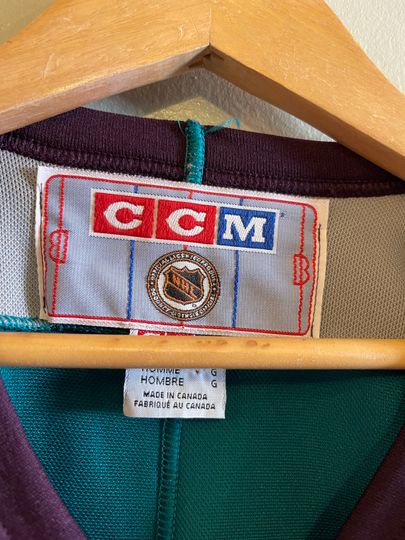 CCM
NHL
HOMME G
HOMBRE G
MADE IN CANADA
FABRIQUÉ AU CANADA